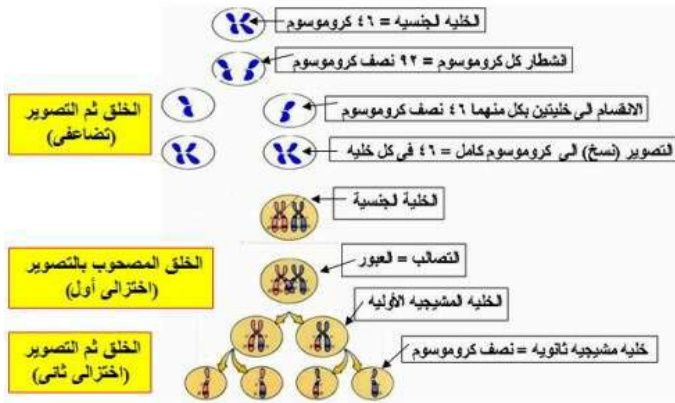 الخليه الجنسيه = ٤٦ كروموسوم
انشطار كل كروموسوم = ٩٢ نصف كروموسوم
الخلق ثم التصوير
(تضاعفى)
الانقسام الى خليتين بكل منهما ٤٦ نصف كروموسوم
التصوير (نسخ) الى كروموسوم كامل = ٤٦ فى كل خليه
الخلية الجنسية
الخلق المصحوب بالتصوير
(اختزالى أول)
التصالب = العبور
الخليه المشيجيه الأوليه
الخلق ثم التصوير
(اختزالى ثانى)
خليه مشيجيه ثانويه = نصف كروموسوم